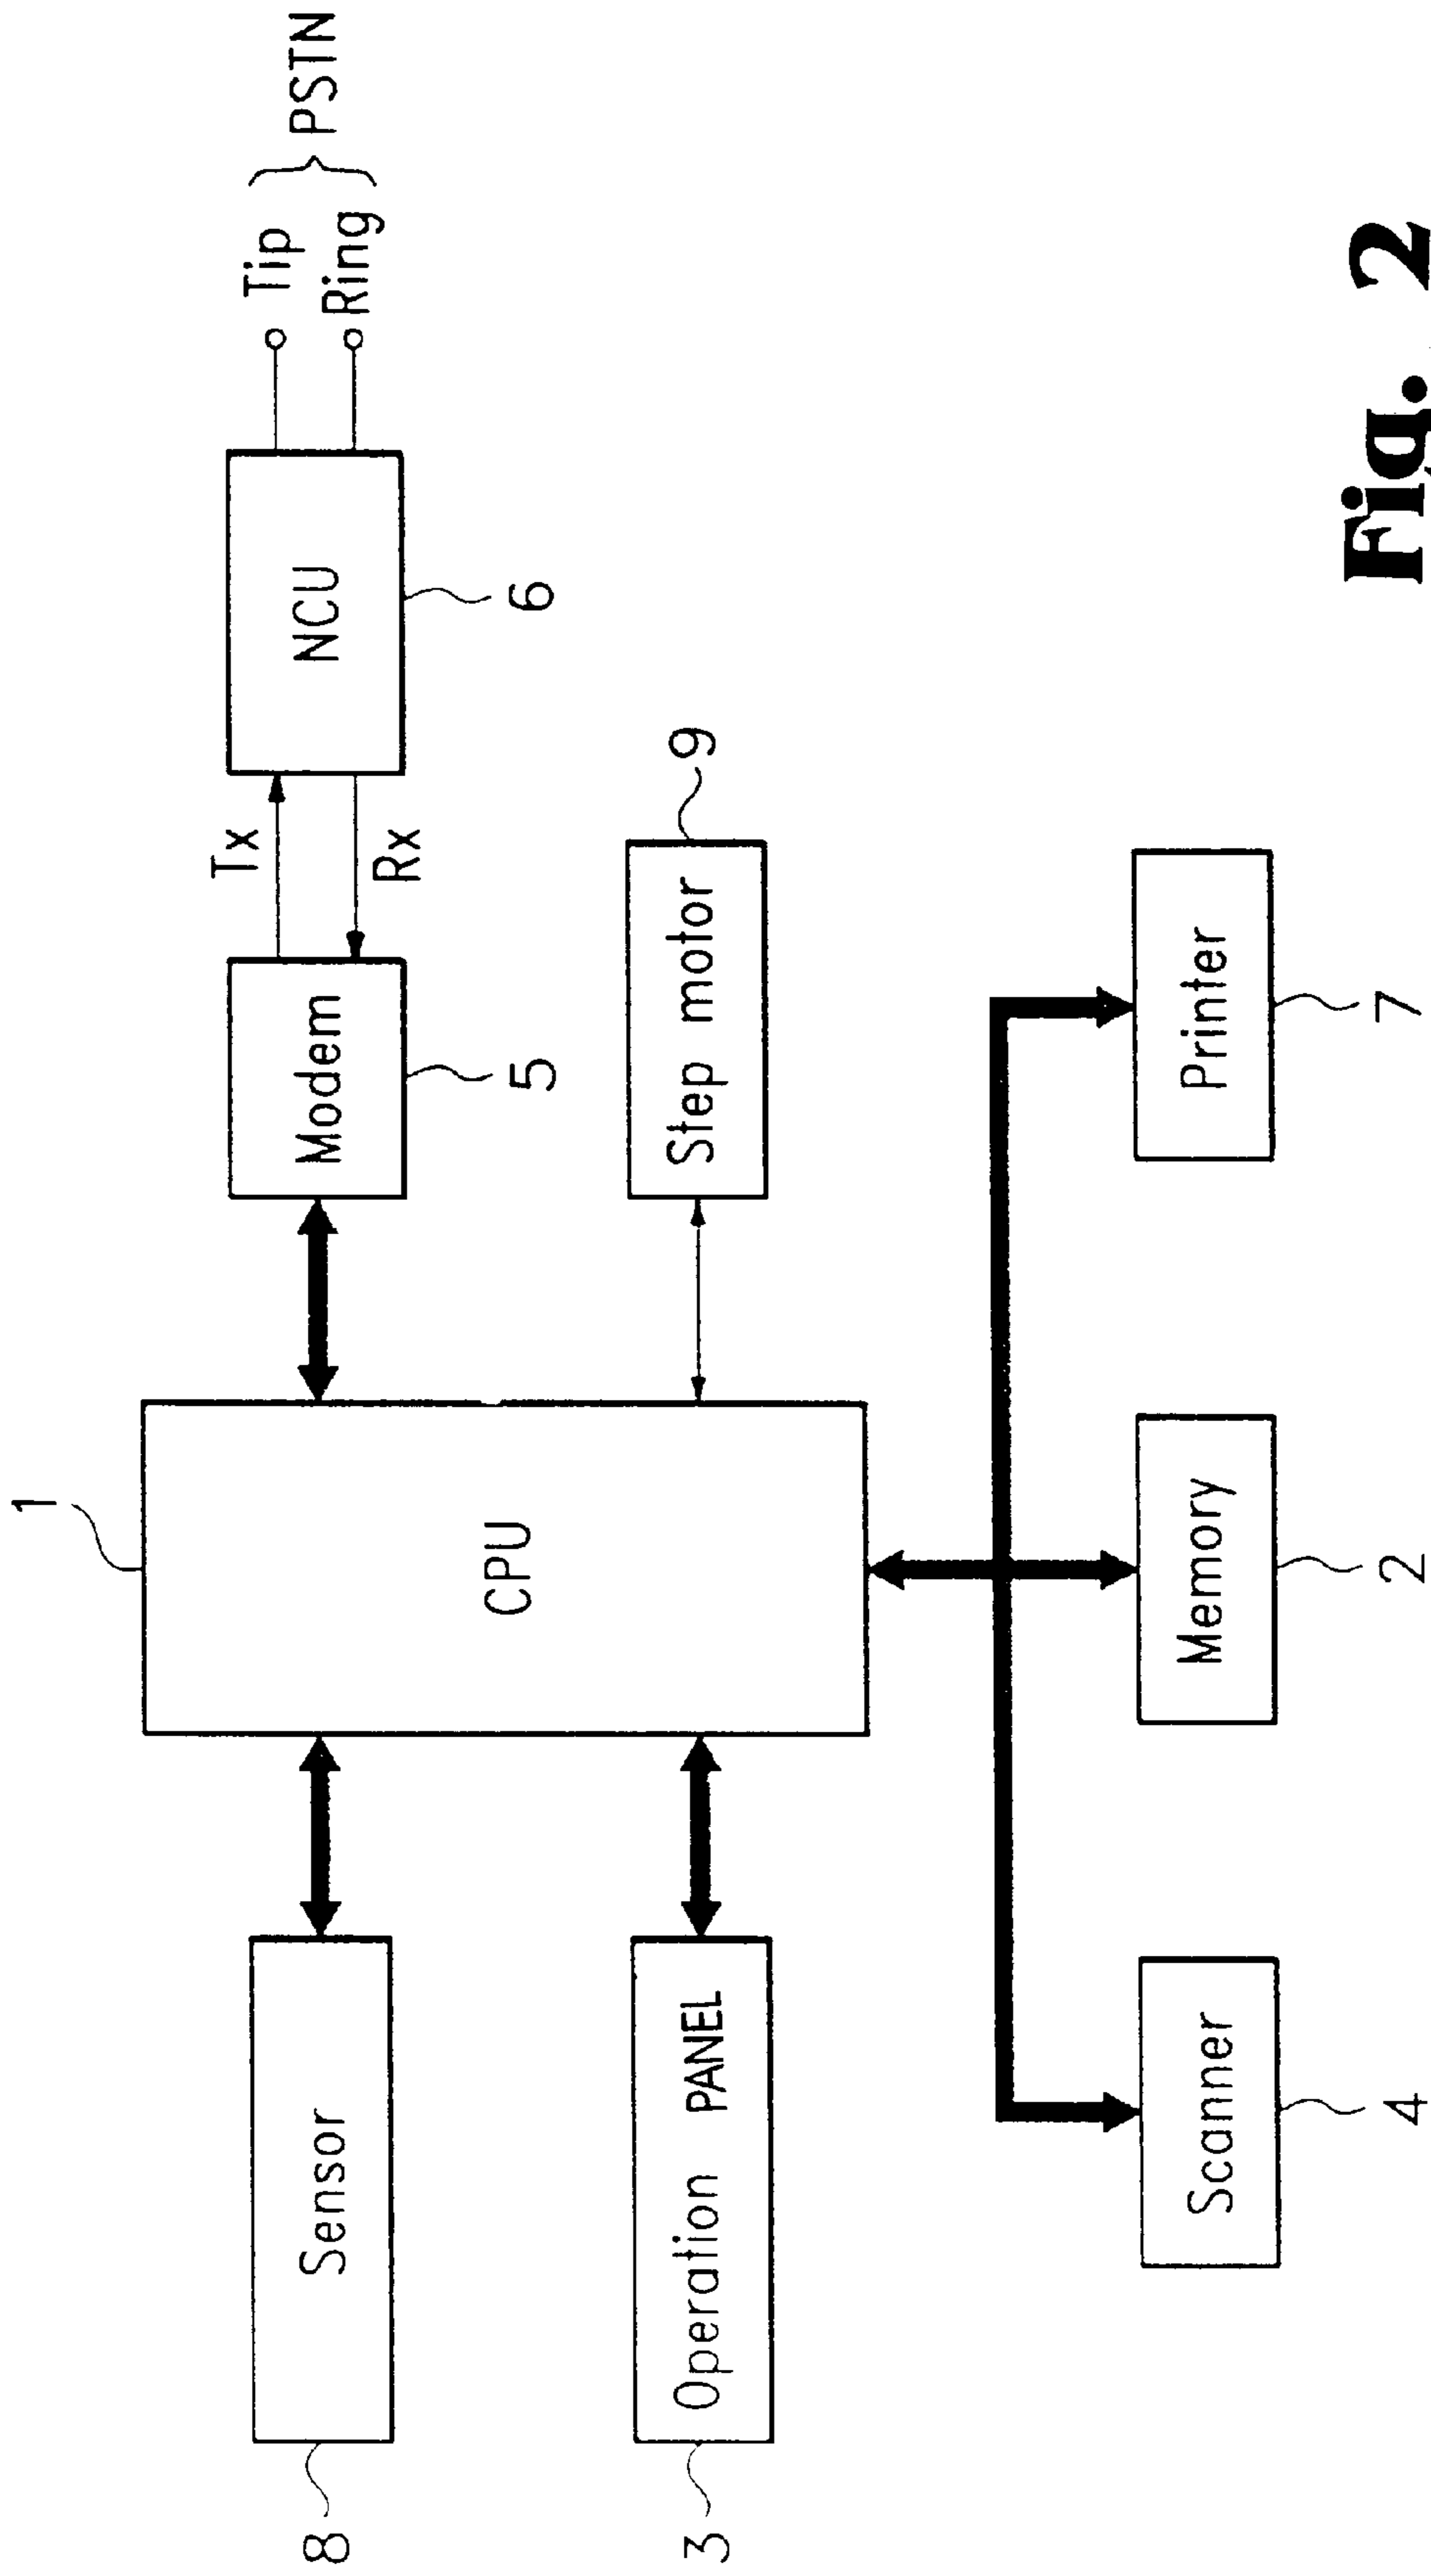 1
Tip
Ring
PSTN
Tx
Rx
8
Sensor
Modem
NCU
5
6
CPU
3
Operation PANEL
Step motor
9
Scanner
Memory
Printer
4
2
7
Fig. 2